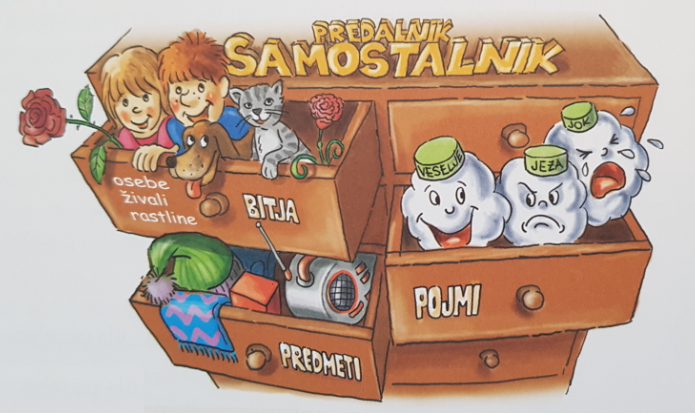 PREDALNIK
SAMOSTALNIK
osebe
živali
rastline
BITJA
VESELJE
JEZA
JOK
POJMI
PREDMETI